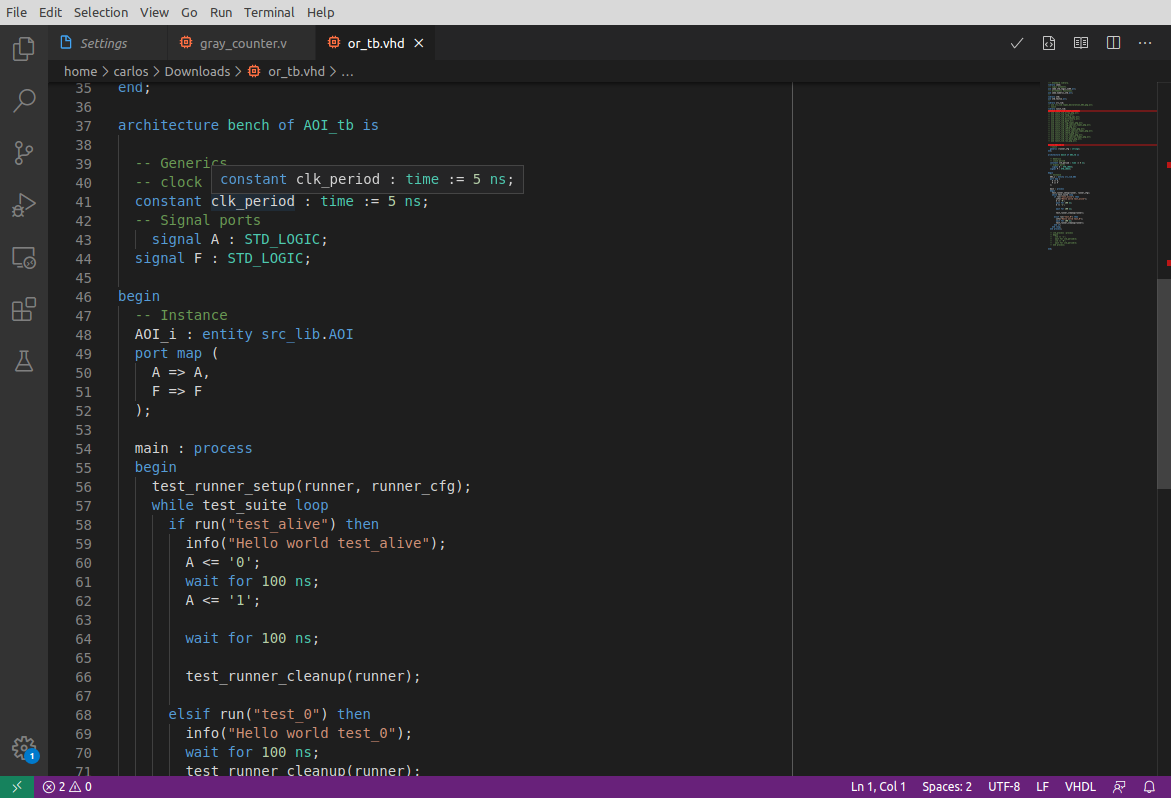 File Edit Selection View Go Run Terminal Help
Settings gray_counter.v or_tb.vhd
home > carlos > Downloads > or_tb.vhd > ...
35 end;
36
37 architecture bench of AOI_tb is
38
39 -- Generics
40 -- clock
constant clk_period : time := 5 ns;
41 constant clk_period : time := 5 ns;
42 -- Signal ports
43 signal A : STD_LOGIC;
44 signal F : STD_LOGIC;
45
46 begin
47 -- Instance
48 AOI_i : entity src_lib.AOI
49 port map (
50 A => A,
51 F => F
52 );
53
54 main : process
55 begin
56 test_runner_setup(runner, runner_cfg);
57 while test_suite loop
58 if run("test_alive") then
59 info("Hello world test_alive");
60 A <= '0';
61 wait for 100 ns;
62 A <= '1';
63
64 wait for 100 ns;
65
66 test_runner_cleanup(runner);
67
68 elsif run("test_0") then
69 info("Hello world test_0");
70 wait for 100 ns;
71 test_runner_cleanup(runner);
1
2 0 Ln 1, Col 1 Spaces: 2 UTF-8 LF VHDL